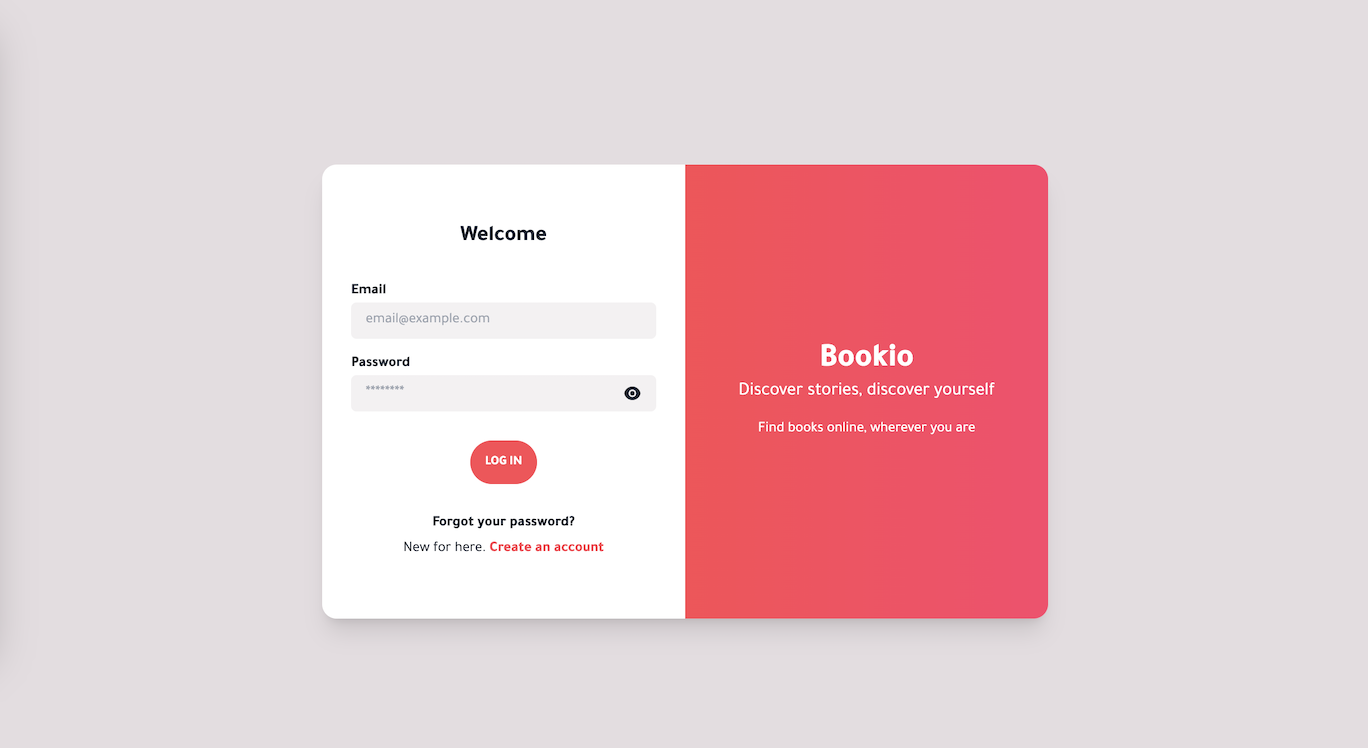 Welcome
Email
email@example.com
Password
********
LOG IN
Forgot your password?
New for here. Create an account
Bookio
Discover stories, discover yourself
Find books online, wherever you are